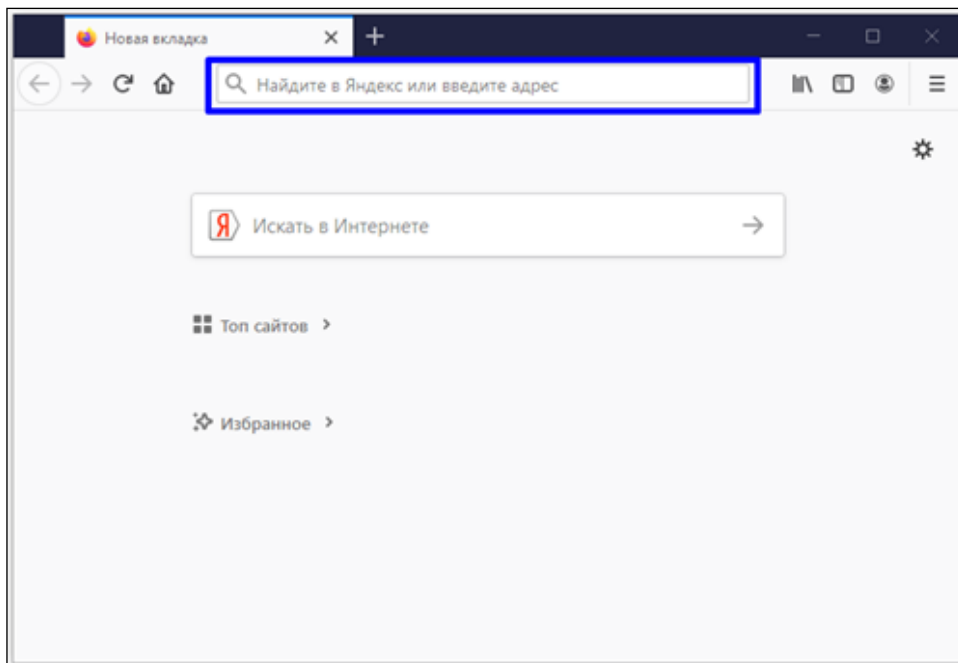 Новая вкладка
Найдите в Яндекс или введите адрес
Я Искать в Интернете
Топ сайтов
Избранное